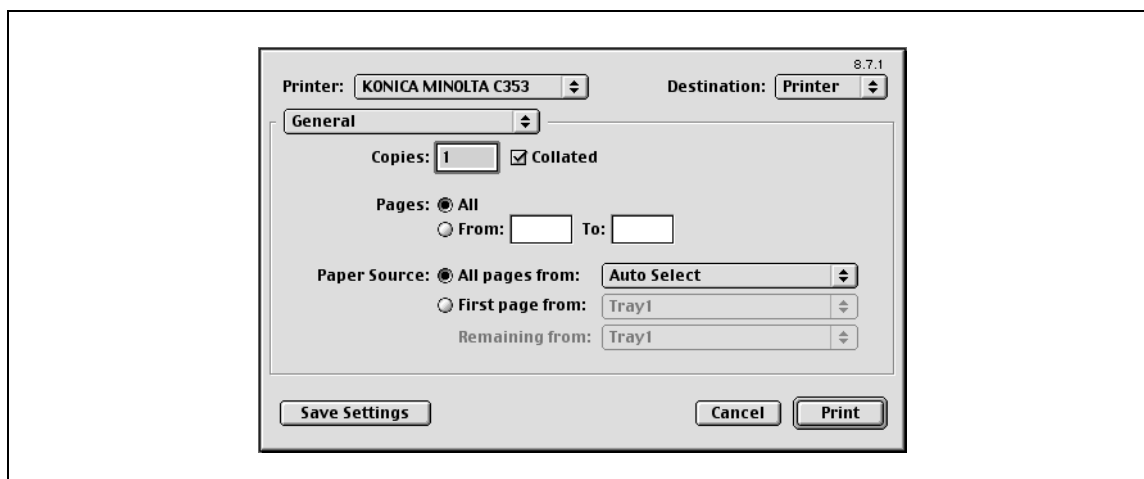 8.7.1
Printer: KONICA MINOLTA C353 Destination: Printer
General
Copies: 1 Collated
Pages: All
From: To:
Paper Source: All pages from: Auto Select
First page from: Tray1
Remaining from: Tray1
Save Settings Cancel Print